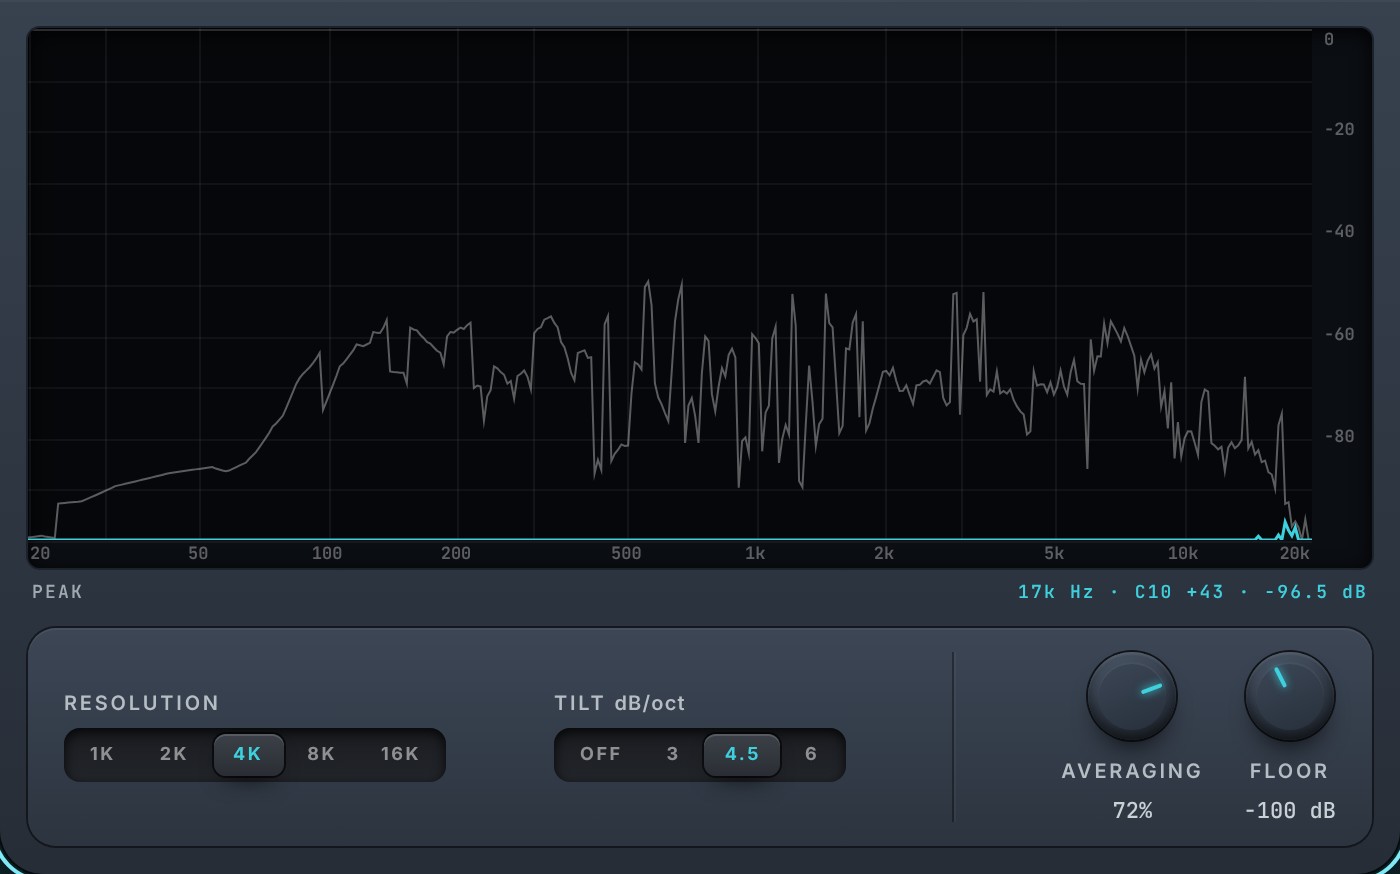 0
-20
-40
-60
-80
20 50 100 200 500 1k 2k 5k 10k 20k
PEAK 17k Hz · C10 +43 · -96.5 dB
RESOLUTION TILT dB/oct
1K 2K 4K 8K 16K OFF 3 4.5 6
AVERAGING FLOOR
72% -100 dB